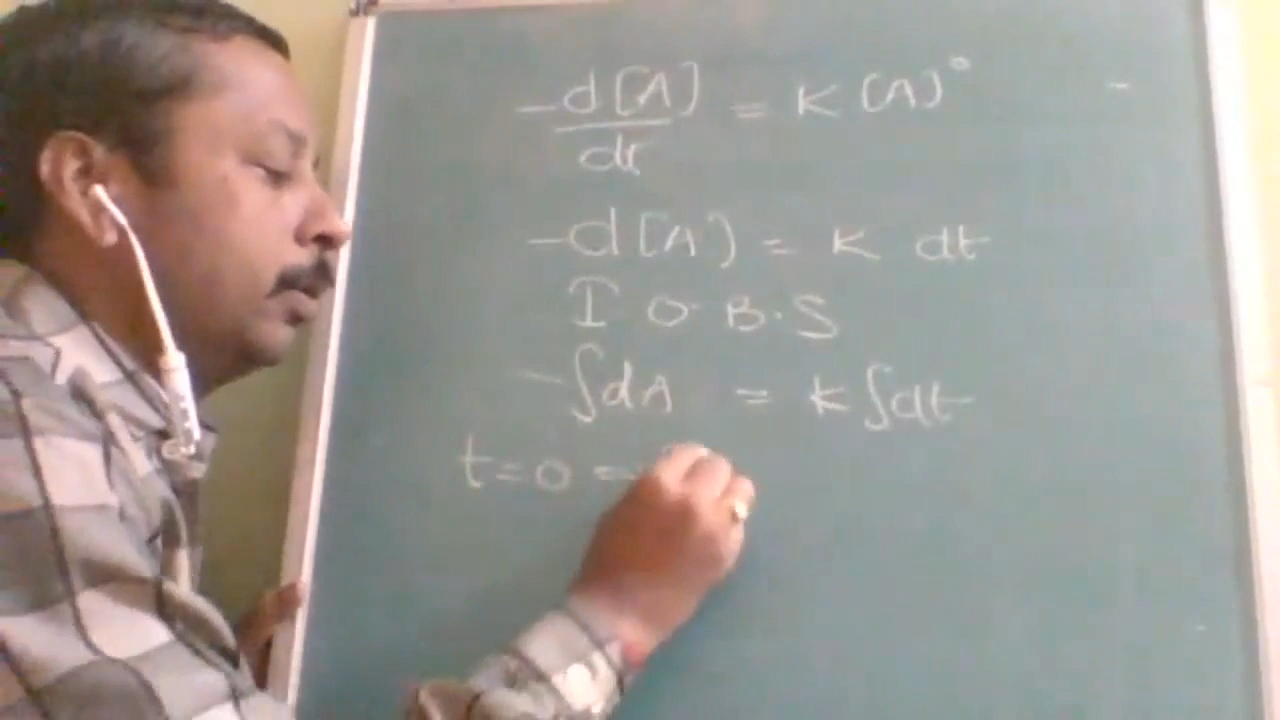 -d[A] = K [A]°
dt
-d[A] = K dt
I O B.S
-∫dA = k∫dt
t=0 =